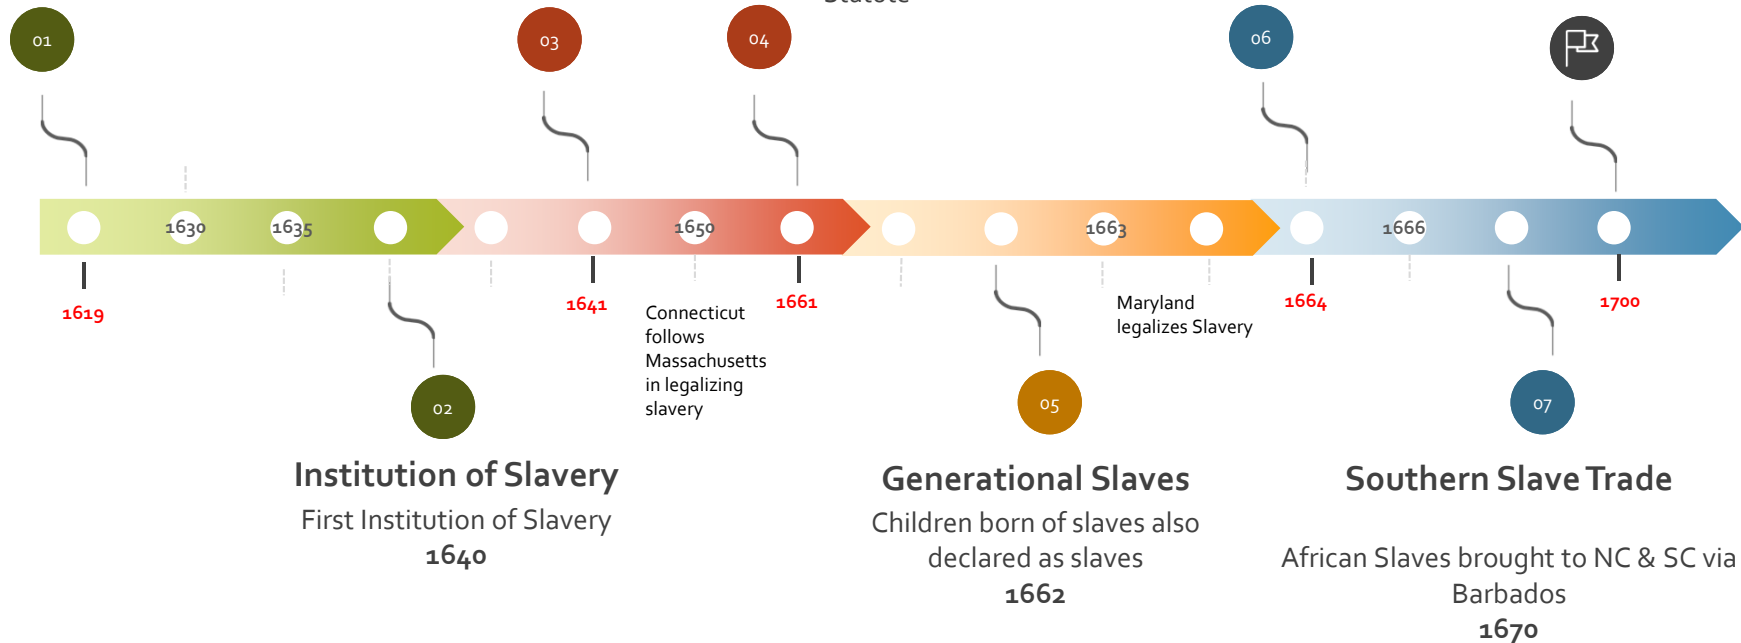 Statute
01
03
04
06
1630
1635
1650
1663
1666
1619
1641
1661
1664
1700
Connecticut
follows
Massachusetts
in legalizing
slavery
Maryland
legalizes Slavery
02
05
07
Institution of Slavery
First Institution of Slavery
1640
Generational Slaves
Children born of slaves also
declared as slaves
1662
Southern Slave Trade
African Slaves brought to NC & SC via
Barbados
1670